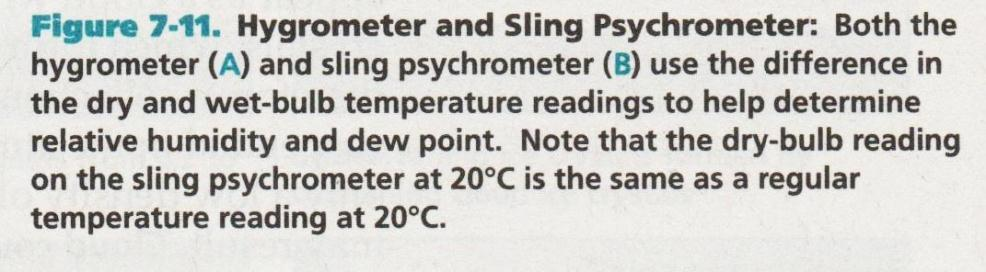 Figure 7-11. Hygrometer and Sling Psychrometer: Both the
hygrometer (A) and sling psychrometer (B) use the difference in
the dry and wet-bulb temperature readings to help determine
relative humidity and dew point. Note that the dry-bulb reading
on the sling psychrometer at 20°C is the same as a regular
temperature reading at 20°C.